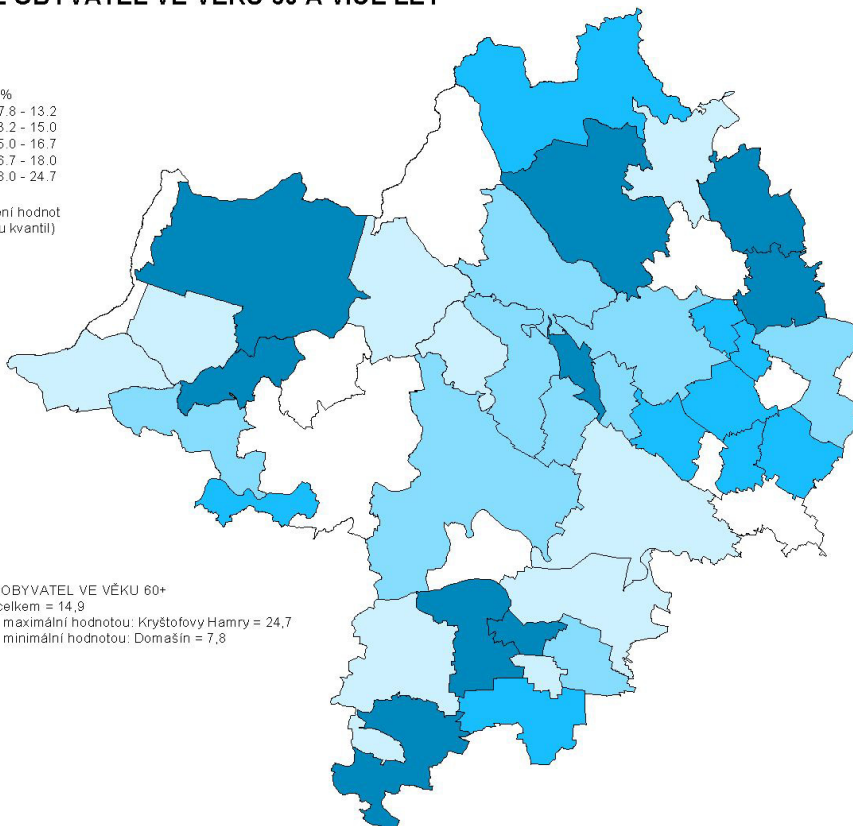 OBYVATEL VE VĚKU 60 A VÍCE LET
%
7.8 - 13.2
3.2 - 15.0
5.0 - 16.7
6.7 - 18.0
8.0 - 24.7
ení hodnot
u kvantil)
OBYVATEL VE VĚKU 60+
celkem = 14,9
maximální hodnotou: Kryštofovy Hamry = 24,7
minimální hodnotou: Domašín = 7,8